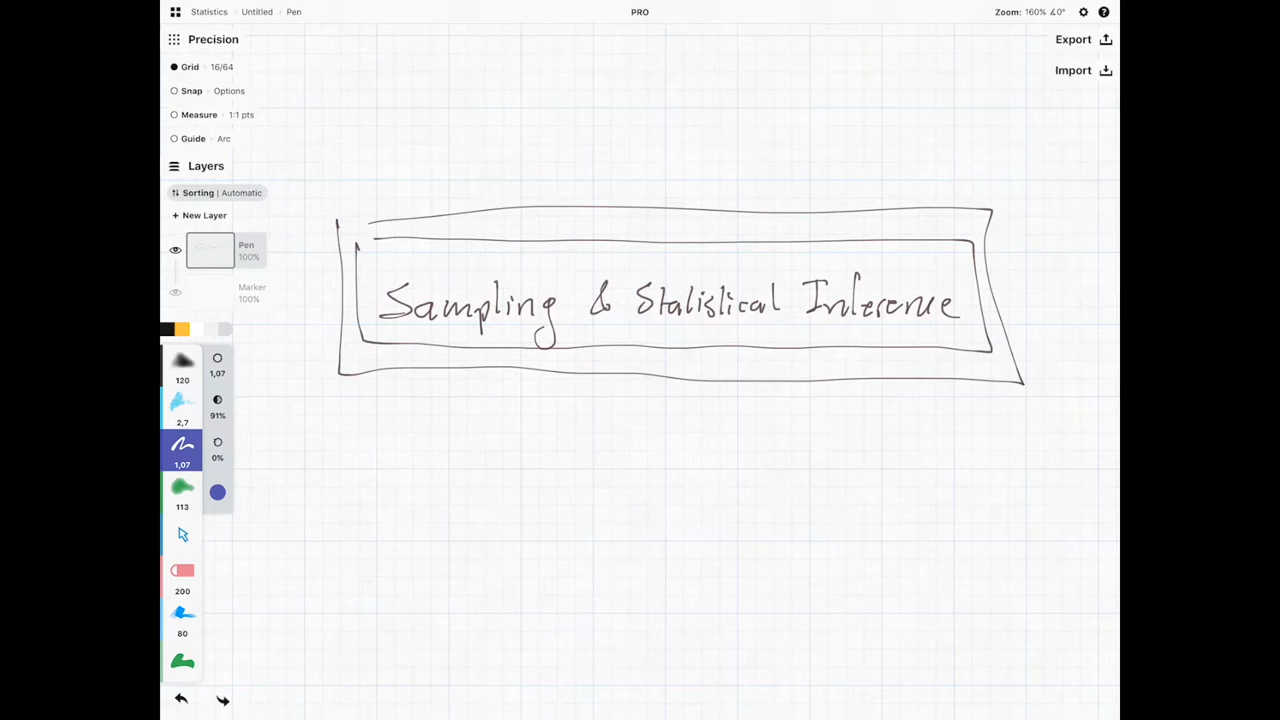 Statistics › Untitled › Pen
PRO
Zoom: 160% ∡0°
Precision
Export
Grid › 16/64
Import
Snap › Options
Measure › 1:1 pts
Guide › Arc
Layers
Sorting | Automatic
+ New Layer
Pen
100%
Marker
100%
Sampling & Statistical Inference
120
1,07
2,7
91%
1,07
0%
113
200
80